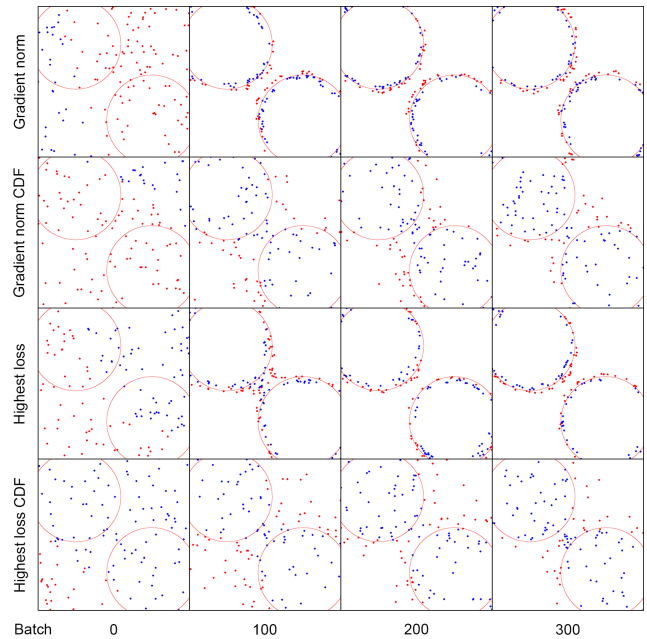 Gradient norm
Gradient norm CDF
Highest loss
Highest loss CDF
Batch 0 100 200 300